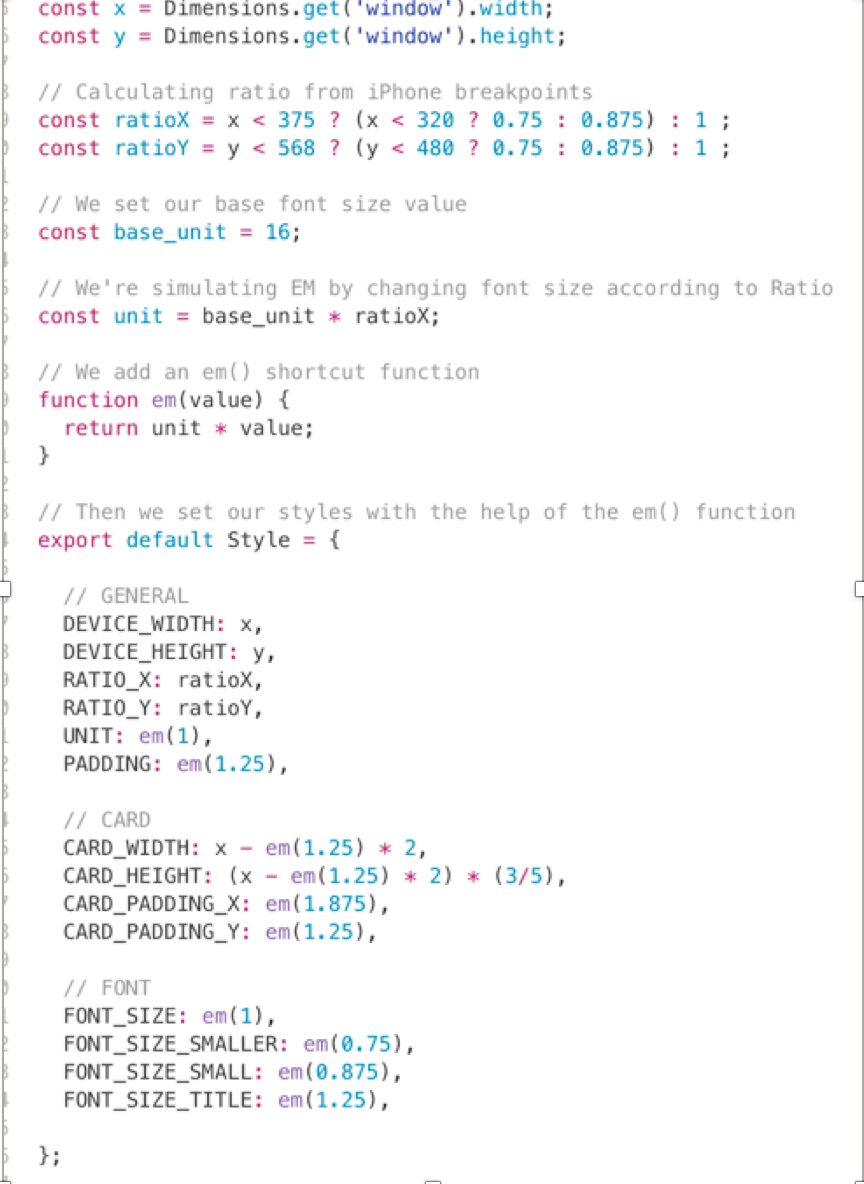 const x = Dimensions.get('window').width;
const y = Dimensions.get('window').height;

// Calculating ratio from iPhone breakpoints
const ratioX = x < 375 ? (x < 320 ? 0.75 : 0.875) : 1 ;
const ratioY = y < 568 ? (y < 480 ? 0.75 : 0.875) : 1 ;

// We set our base font size value
const base_unit = 16;

// We're simulating EM by changing font size according to Ratio
const unit = base_unit * ratioX;

// We add an em() shortcut function
function em(value) {
  return unit * value;
}

// Then we set our styles with the help of the em() function
export default Style = {

  // GENERAL
  DEVICE_WIDTH: x,
  DEVICE_HEIGHT: y,
  RATIO_X: ratioX,
  RATIO_Y: ratioY,
  UNIT: em(1),
  PADDING: em(1.25),

  // CARD
  CARD_WIDTH: x - em(1.25) * 2,
  CARD_HEIGHT: (x - em(1.25) * 2) * (3/5),
  CARD_PADDING_X: em(1.875),
  CARD_PADDING_Y: em(1.25),

  // FONT
  FONT_SIZE: em(1),
  FONT_SIZE_SMALLER: em(0.75),
  FONT_SIZE_SMALL: em(0.875),
  FONT_SIZE_TITLE: em(1.25),

};